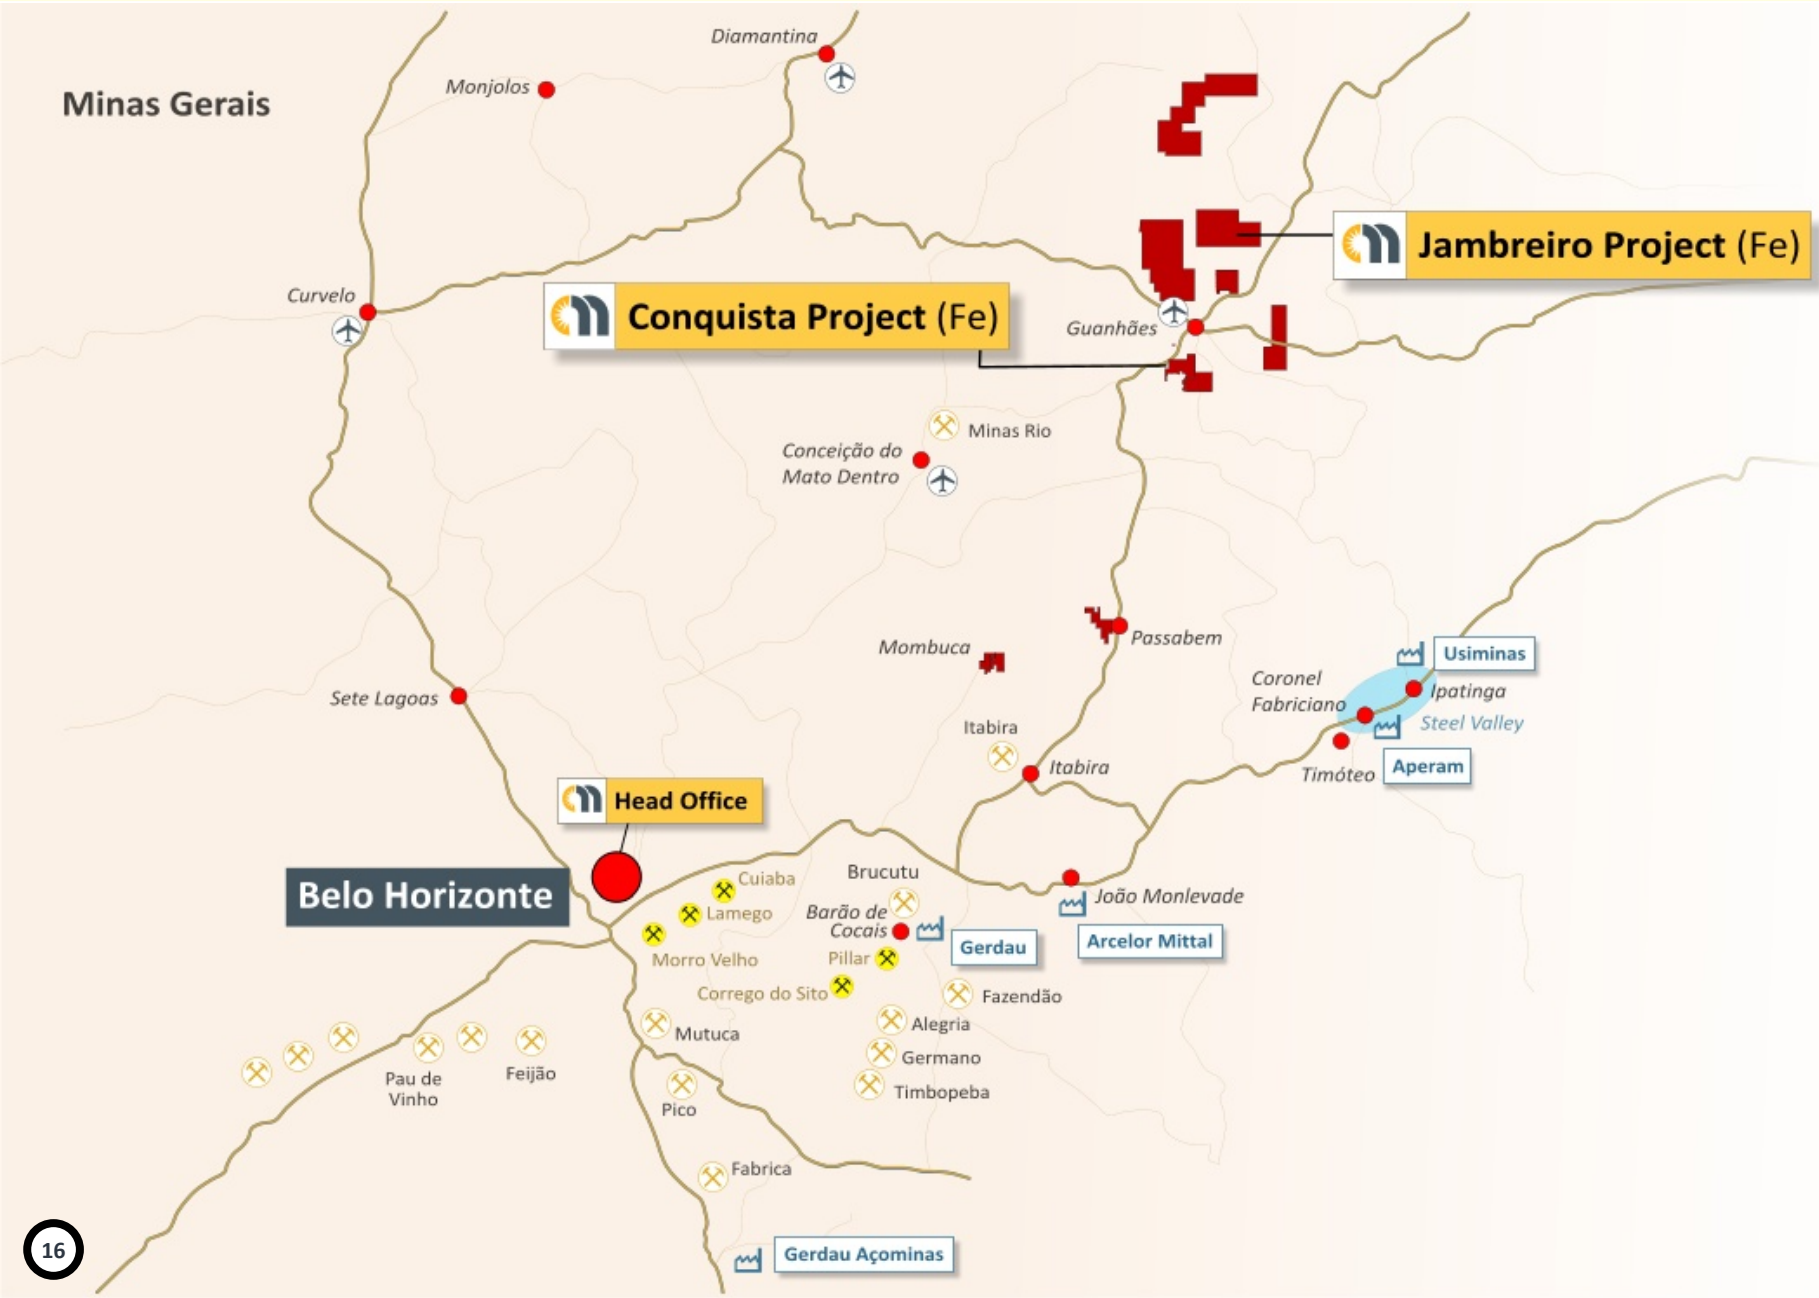 Diamantina
Monjolos
Minas Gerais
Jambreiro Project (Fe)
Curvelo
Conquista Project (Fe)
Guanhães
Minas Rio
Conceição do
Mato Dentro
Passabem
Mombuca
Usiminas
Coronel
Fabriciano
Ipatinga
Steel Valley
Sete Lagoas
Itabira
Itabira
Timóteo
Aperam
Head Office
Belo Horizonte
Cuiaba
Brucutu
Lamego
Barão de
Cocais
João Monlevade
Gerdau
Arcelor Mittal
Morro Velho
Pillar
Corrego do Sito
Fazendão
Mutuca
Alegria
Germano
Pau de
Vinho
Feijão
Timbopeba
Pico
Fabrica
16
Gerdau Açominas